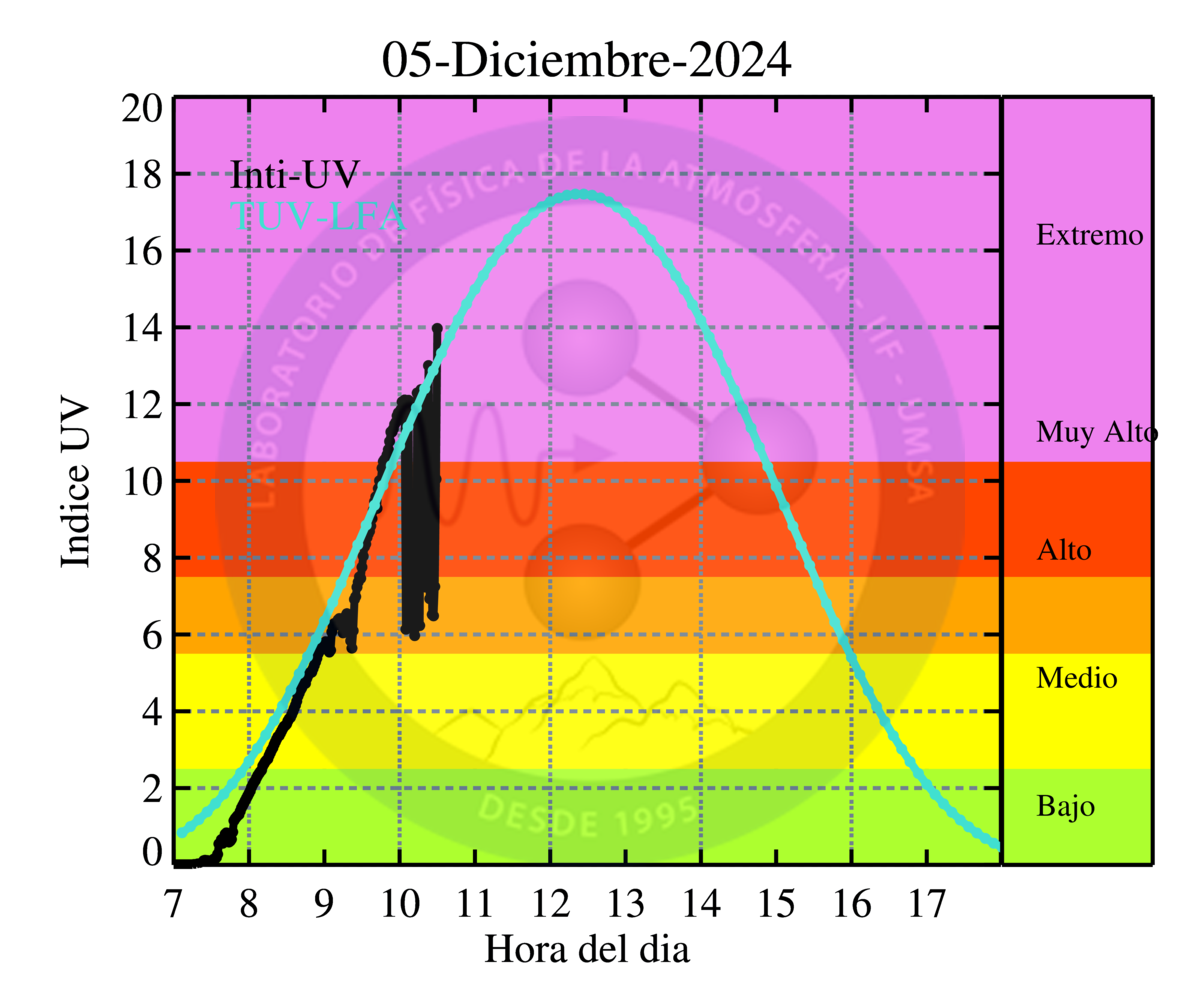 05-Diciembre-2024
20
18
16
14
12
10
8
6
4
2
0
Indice UV
Inti-UV
TUV-LFA
LABORATORIO DE FÍSICA DE LA ATMÓSFERA - IIF - UMSA
DESDE 1995
Extremo
Muy Alto
Alto
Medio
Bajo
7 8 9 10 11 12 13 14 15 16 17
Hora del dia